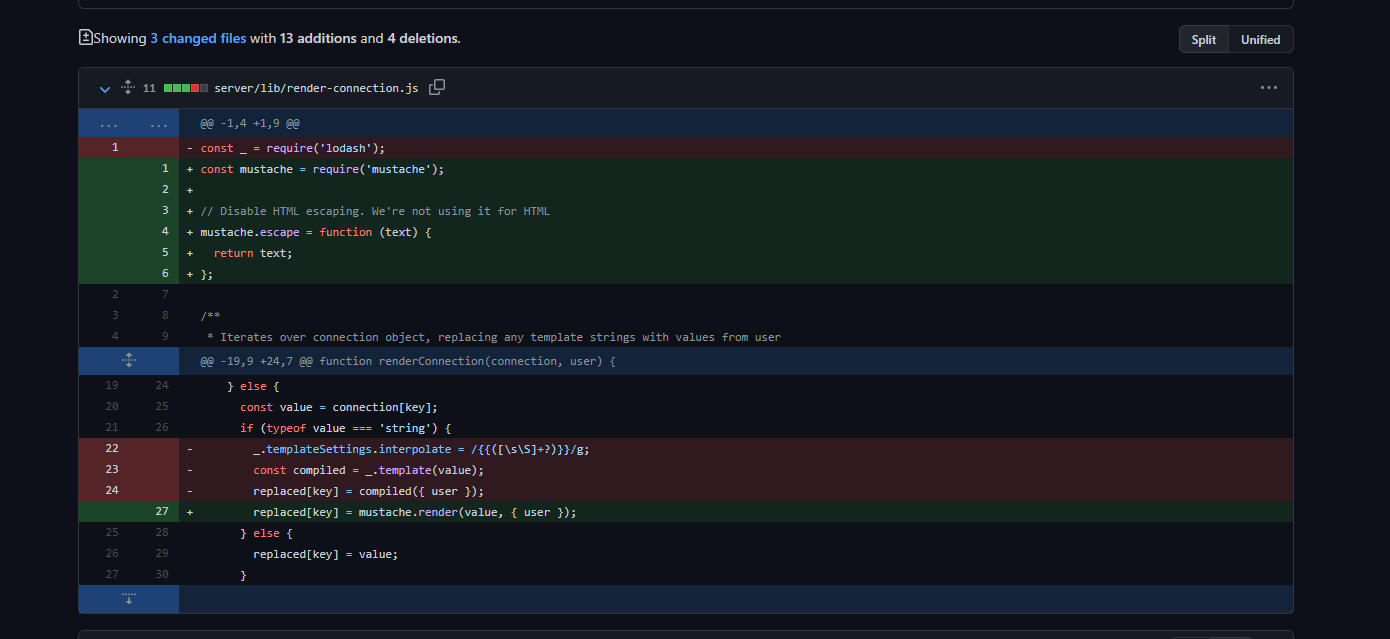 Showing 3 changed files with 13 additions and 4 deletions.
Split Unified
11 server/lib/render-connection.js
... ... @@ -1,4 +1,9 @@
1 - const _ = require('lodash');
1 + const mustache = require('mustache');
2 +
3 + // Disable HTML escaping. We're not using it for HTML
4 + mustache.escape = function (text) {
5 + return text;
6 + };
2 7
3 8 /**
4 9 * Iterates over connection object, replacing any template strings with values from user
@@ -19,9 +24,7 @@ function renderConnection(connection, user) {
19 24 } else {
20 25 const value = connection[key];
21 26 if (typeof value === 'string') {
22 - _.templateSettings.interpolate = /{{([\s\S]+?)}}/g;
23 - const compiled = _.template(value);
24 - replaced[key] = compiled({ user });
27 + replaced[key] = mustache.render(value, { user });
25 28 } else {
26 29 replaced[key] = value;
27 30 }